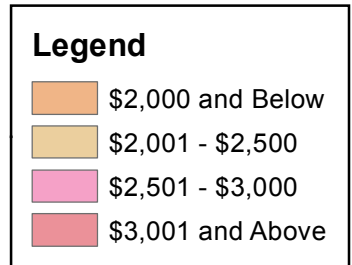 Legend
$2,000 and Below
$2,001 - $2,500
$2,501 - $3,000
$3,001 and Above